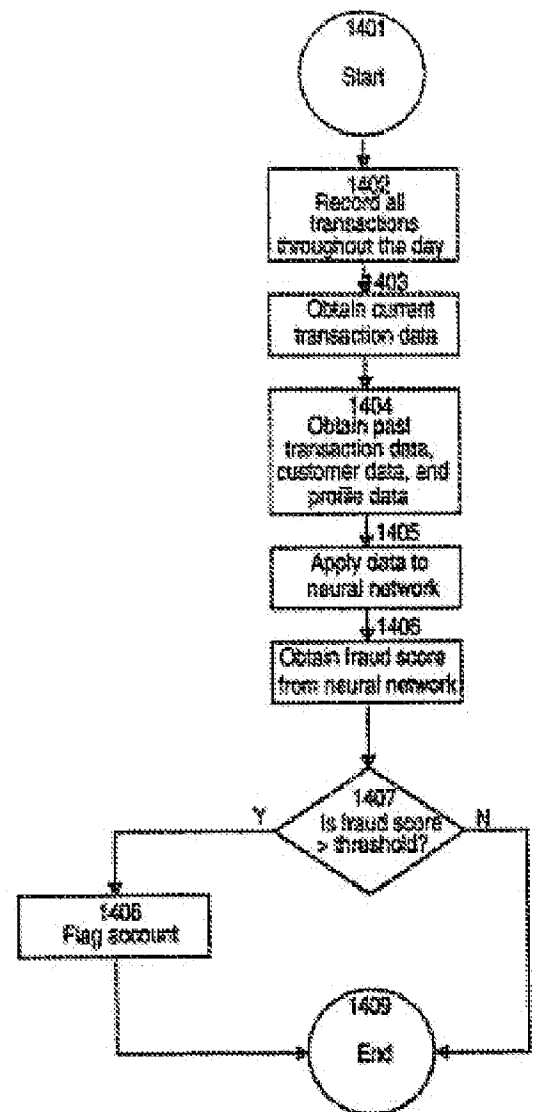 1401
Start
1402
Record all
transactions
throughout the day
1403
Obtain current
transaction data
1404
Obtain past
transaction data,
customer data, and
profile data
1405
Apply data to
neural network
1406
Obtain fraud score
from neural network
1407
Y
N
Is fraud score
> threshold?
1408
Flag account
1409
End